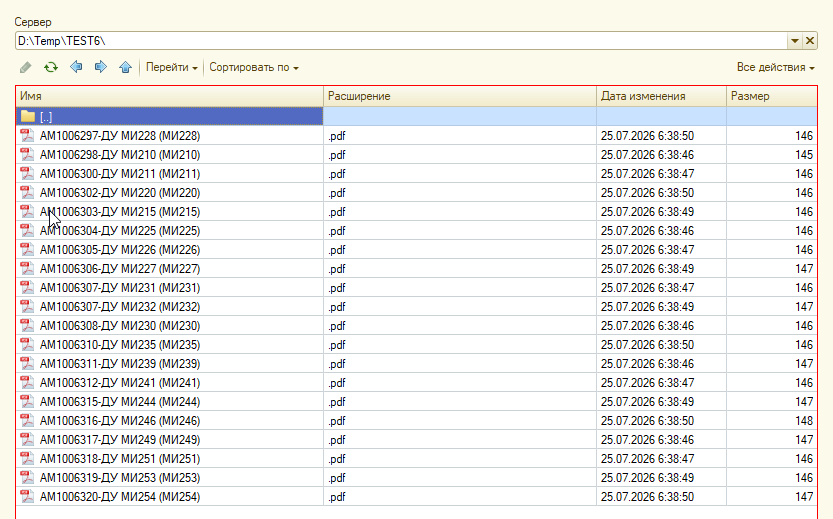 Сервер
D:\Temp\TEST6\
Перейти Сортировать по Все действия
Имя Расширение Дата изменения Размер
[..]
АМ1006297-ДУ МИ228 (МИ228) .pdf 25.07.2026 6:38:50 146
АМ1006298-ДУ МИ210 (МИ210) .pdf 25.07.2026 6:38:46 145
АМ1006300-ДУ МИ211 (МИ211) .pdf 25.07.2026 6:38:47 146
АМ1006302-ДУ МИ220 (МИ220) .pdf 25.07.2026 6:38:50 146
АМ1006303-ДУ МИ215 (МИ215) .pdf 25.07.2026 6:38:49 146
АМ1006304-ДУ МИ225 (МИ225) .pdf 25.07.2026 6:38:46 146
АМ1006305-ДУ МИ226 (МИ226) .pdf 25.07.2026 6:38:47 146
АМ1006306-ДУ МИ227 (МИ227) .pdf 25.07.2026 6:38:49 147
АМ1006307-ДУ МИ231 (МИ231) .pdf 25.07.2026 6:38:47 146
АМ1006307-ДУ МИ232 (МИ232) .pdf 25.07.2026 6:38:49 147
АМ1006308-ДУ МИ230 (МИ230) .pdf 25.07.2026 6:38:46 146
АМ1006310-ДУ МИ235 (МИ235) .pdf 25.07.2026 6:38:50 146
АМ1006311-ДУ МИ239 (МИ239) .pdf 25.07.2026 6:38:46 147
АМ1006312-ДУ МИ241 (МИ241) .pdf 25.07.2026 6:38:47 146
АМ1006315-ДУ МИ244 (МИ244) .pdf 25.07.2026 6:38:49 147
АМ1006316-ДУ МИ246 (МИ246) .pdf 25.07.2026 6:38:50 148
АМ1006317-ДУ МИ249 (МИ249) .pdf 25.07.2026 6:38:46 147
АМ1006318-ДУ МИ251 (МИ251) .pdf 25.07.2026 6:38:47 146
АМ1006319-ДУ МИ253 (МИ253) .pdf 25.07.2026 6:38:49 146
АМ1006320-ДУ МИ254 (МИ254) .pdf 25.07.2026 6:38:50 147